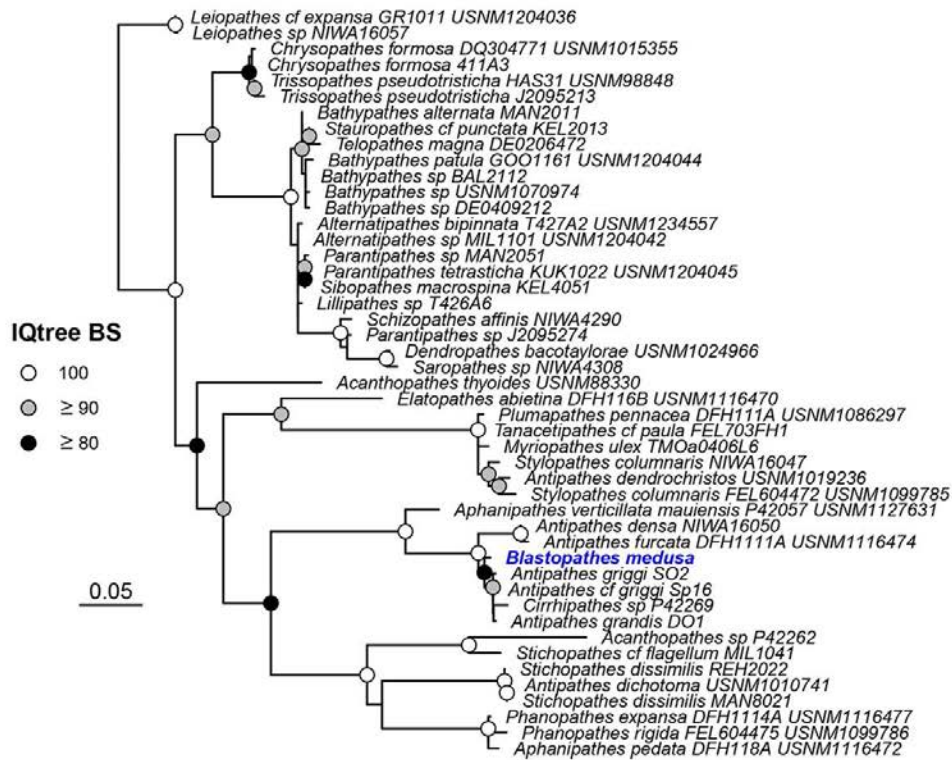 Leiopathes cf expansa GR1011 USNM1204036
Leiopathes sp NIWA16057
Chrysopathes formosa DQ304771 USNM1015355
Chrysopathes formosa 411A3
Trissopathes pseudotristicha HAS31 USNM98848
Trissopathes pseudotristicha J2095213
Bathypathes alternata MAN2011
Stauropathes cf punctata KEL2013
Telopathes magna DE0206472
Bathypathes patula GOO1161 USNM1204044
Bathypathes sp BAL2112
Bathypathes sp USNM1070974
Bathypathes sp DE0409212
Alternatipathes bipinnata T427A2 USNM1234557
Alternatipathes sp MIL1101 USNM1204042
Parantipathes sp MAN2051
Parantipathes tetrasticha KUK1022 USNM1204045
Sibopathes macrospina KEL4051
Lillipathes sp T426A6
Schizopathes affinis NIWA4290
Parantipathes sp J2095274
Dendropathes bacotaylorae USNM1024966
Saropathes sp NIWA4308
Acanthopathes thyoides USNM88330
Elatopathes abietina DFH116B USNM1116470
Plumapathes pennacea DFH111A USNM1086297
Tanacetipathes cf paula FEL703FH1
Myriopathes ulex TMOa0406L6
Stylopathes columnaris NIWA16047
Antipathes dendrochristos USNM1019236
Stylopathes columnaris FEL604472 USNM1099785
Aphanipathes verticillata mauiensis P42057 USNM1127631
Antipathes densa NIWA16050
Antipathes furcata DFH1111A USNM1116474
Blastopathes medusa
Antipathes griggi SO2
Antipathes cf griggi Sp16
Cirrhipathes sp P42269
Antipathes grandis DO1
Acanthopathes sp P42262
Stichopathes cf flagellum MIL1041
Stichopathes dissimilis REH2022
Antipathes dichotoma USNM1010741
Stichopathes dissimilis MAN8021
Phanopathes expansa DFH1114A USNM1116477
Phanopathes rigida FEL604475 USNM1099786
Aphanipathes pedata DFH118A USNM1116472
IQtree BS
100
≥ 90
≥ 80
0.05